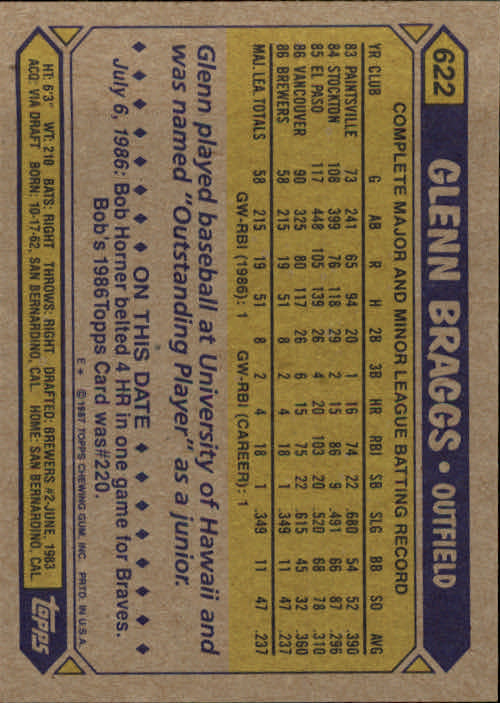 622
GLENN BRAGGS • OUTFIELD
COMPLETE MAJOR AND MINOR LEAGUE BATTING RECORD
YR CLUB G AB R H 2B 3B HR RBI SB SLG BB SO AVG
83 PAINTSVILLE 73 241 65 94 20 1 16 74 22 .680 54 52 .390
84 STOCKTON 108 399 76 118 29 2 15 86 9 .491 66 87 .296
85 EL PASO 117 448 105 139 26 4 20 103 20 .520 68 78 .310
86 VANCOUVER 90 325 80 117 26 6 15 75 22 .615 45 32 .360
86 BREWERS 58 215 19 51 8 2 4 18 1 .349 11 47 .237
MAJ. LEA. TOTALS 58 215 19 51 8 2 4 18 1 .349 11 47 .237
GW-RBI (1986): 1 GW-RBI (CAREER): 1
Glenn played baseball at University of Hawaii and
was named "Outstanding Player" as a junior.
♦ ♦ ♦ ♦ ♦ ♦ ♦ ♦ ON THIS DATE ♦ ♦ ♦ ♦ ♦ ♦ ♦ ♦
July 6, 1986: Bob Horner belted 4 HR in one game for Braves.
Bob's 1986Topps Card was#220.
E* © 1987 TOPPS CHEWING GUM, INC. PRTD. IN U.S.A.
HT: 6'3" WT: 210 BATS: RIGHT THROWS: RIGHT DRAFTED: BREWERS #2-JUNE, 1983
ACQ: VIA DRAFT BORN: 10-17-62, SAN BERNARDINO, CAL. HOME: SAN BERNARDINO, CAL.
topps